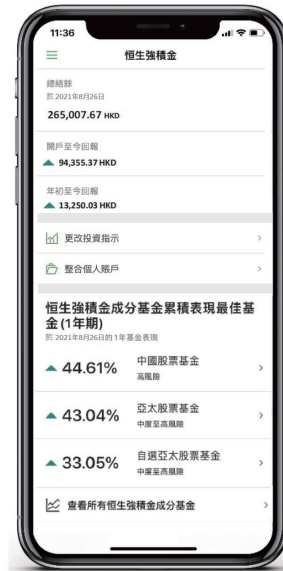 11:36
恒生強積金
總結餘
於 2021年8月26日
265,007.67 HKD
開戶至今回報
94,355.37 HKD
年初至今回報
13,250.03 HKD
更改投資指示
整合個人賬戶
恒生強積金成分基金累積表現最佳基
金(1年期)
於 2021年8月26日的1年基金表現
44.61%
中國股票基金
高風險
43.04%
亞太股票基金
中度至高風險
33.05%
自選亞太股票基金
中度至高風險
查看所有恒生強積金成分基金